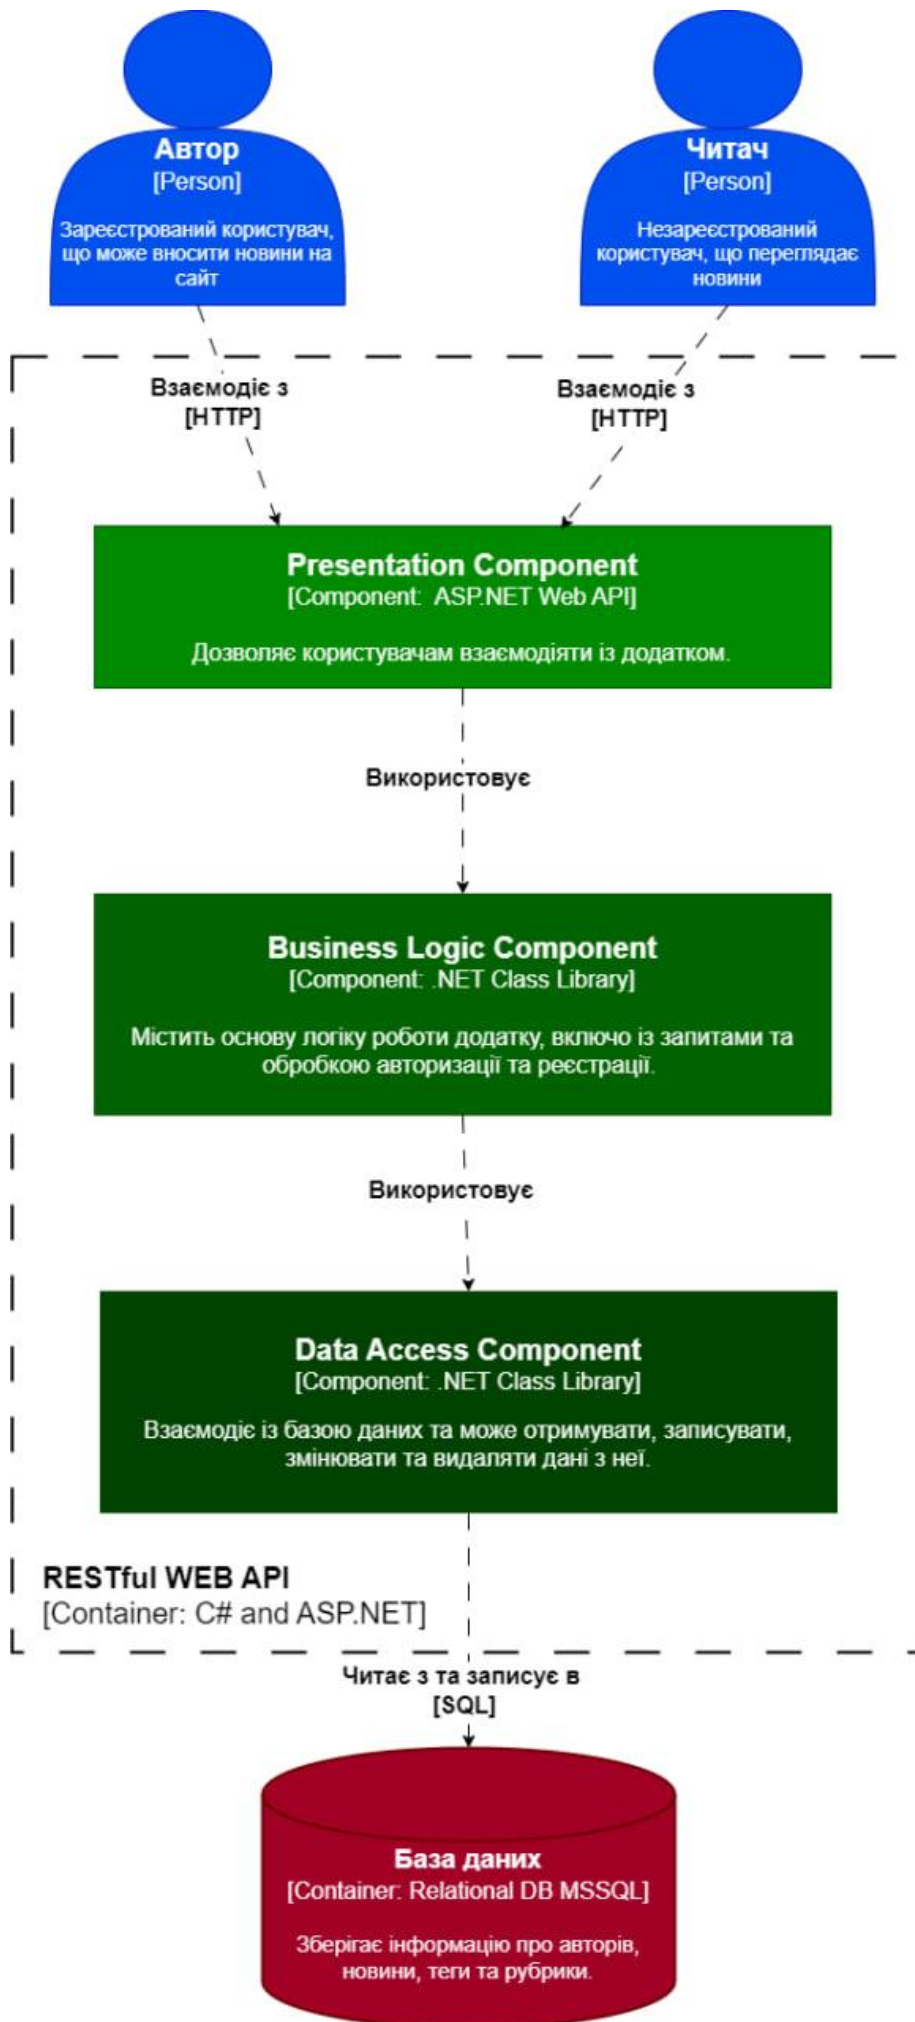 Автор
[Person]
Зареєстрований користувач,
що може вносити новини на
сайт
Читач
[Person]
Незареєстрований
користувач, що переглядає
новини
Взаємодіє з
[HTTP]
Взаємодіє з
[HTTP]
Presentation Component
[Component:  ASP.NET Web API]
Дозволяє користувачам взаємодіяти із додатком.
Використовує
Business Logic Component
[Component: .NET Class Library]
Містить основу логіку роботи додатку, включо із запитами та
обробкою авторизації та реєстрації.
Використовує
Data Access Component
[Component: .NET Class Library]
Взаємодіє із базою даних та може отримувати, записувати,
змінювати та видаляти дані з неї.
RESTful WEB API
[Container: C# and ASP.NET]
Читає з та записує в
[SQL]
База даних
[Container: Relational DB MSSQL]
Зберігає інформацію про авторів,
новини, теги та рубрики.